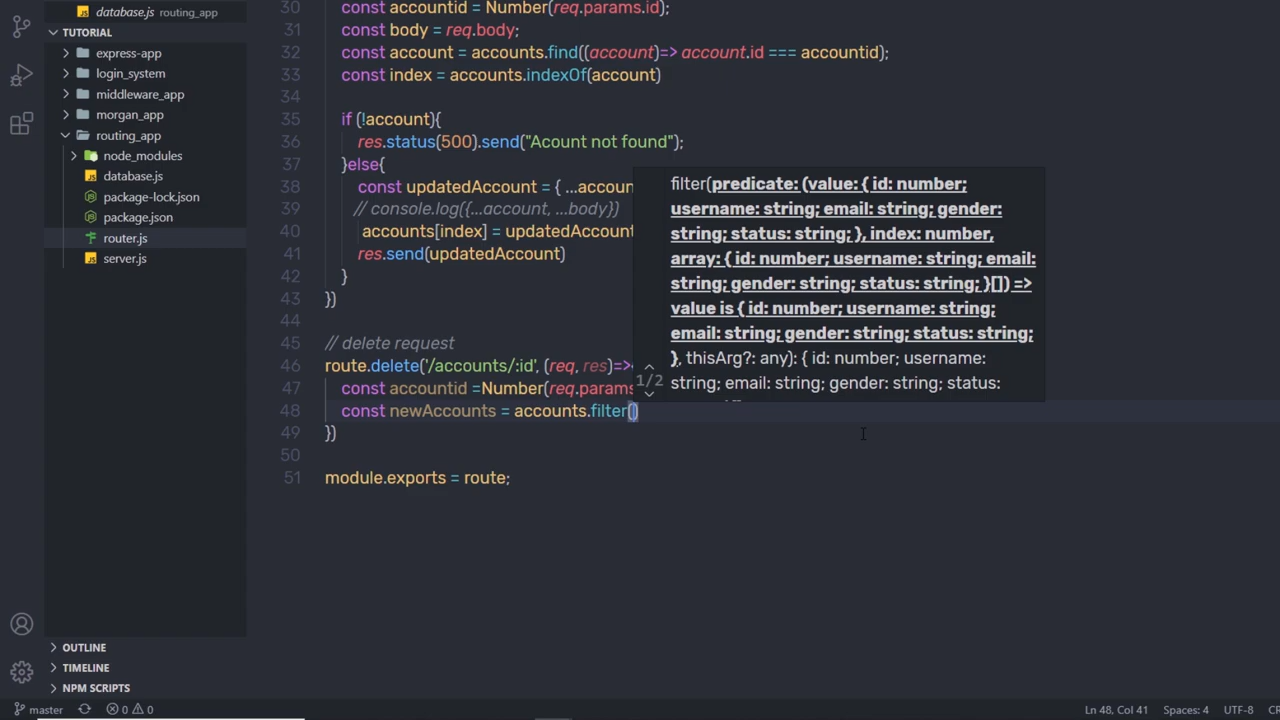 database.js routing_app
TUTORIAL
express-app
login_system
middleware_app
morgan_app
routing_app
node_modules
database.js
package-lock.json
package.json
router.js
server.js
OUTLINE
TIMELINE
NPM SCRIPTS
30 const accountid = Number(req.params.id);
31 const body = req.body;
32 const account = accounts.find((account)=> account.id === accountid);
33 const index = accounts.indexOf(account)
34
35 if (!account){
36 res.status(500).send("Acount not found");
37 }else{
38 const updatedAccount = { ...accoun
39 // console.log({...account, ...body})
40 accounts[index] = updatedAccount
41 res.send(updatedAccount)
42 }
43 })
44
45 // delete request
46 route.delete('/accounts/:id', (req, res)=>
47 const accountid =Number(req.params
48 const newAccounts = accounts.filter()
49 })
50
51 module.exports = route;
filter(predicate: (value: { id: number;
username: string; email: string; gender:
string; status: string; }, index: number,
array: { id: number; username: string; email:
string; gender: string; status: string; }[]) =>
value is { id: number; username: string;
email: string; gender: string; status: string;
}, thisArg?: any): { id: number; username:
1/2 string; email: string; gender: string; status:
master 0 0 Ln 48, Col 41 Spaces: 4 UTF-8